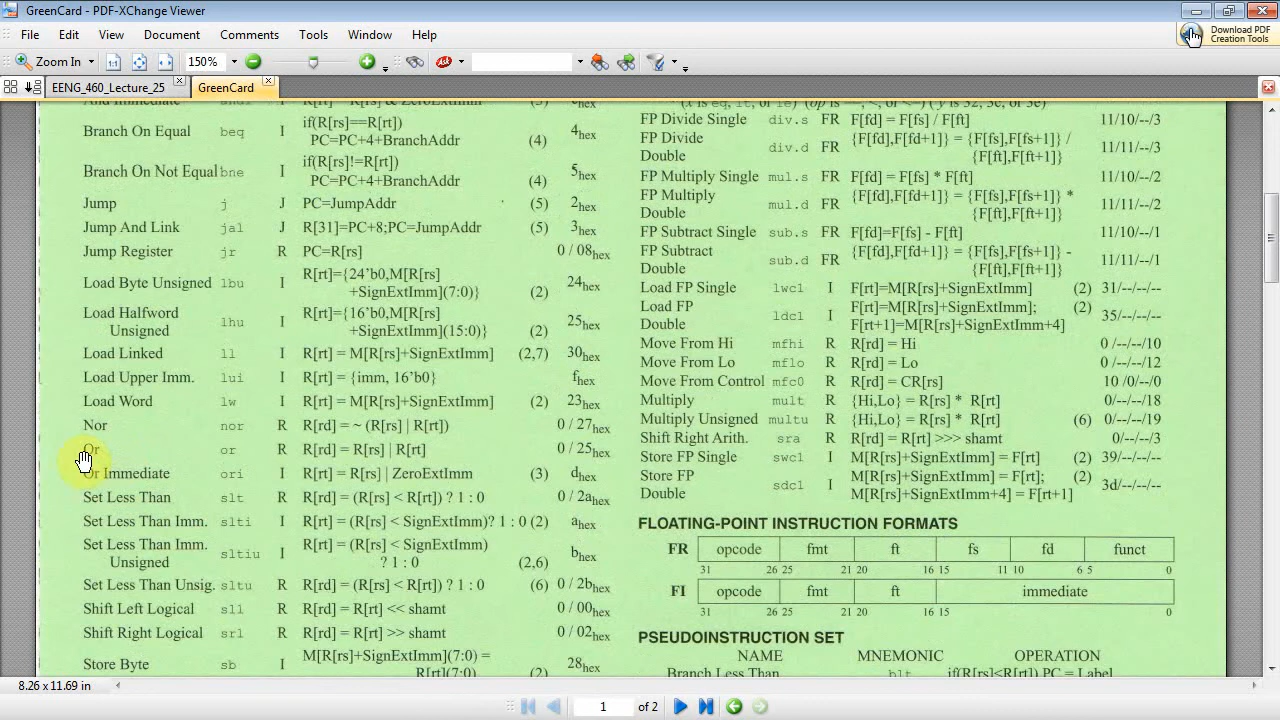 GreenCard - PDF-XChange Viewer
File Edit View Document Comments Tools Window Help
Download PDF
Creation Tools
Zoom In 150%
EENG_460_Lecture_25 GreenCard
Branch On Equal beq I if(R[rs]==R[rt])
PC=PC+4+BranchAddr (4) 4hex
Branch On Not Equal bne I if(R[rs]!=R[rt])
PC=PC+4+BranchAddr (4) 5hex
Jump j J PC=JumpAddr (5) 2hex
Jump And Link jal J R[31]=PC+8;PC=JumpAddr (5) 3hex
Jump Register jr R PC=R[rs] 0 / 08hex
Load Byte Unsigned lbu I R[rt]={24'b0,M[R[rs]
+SignExtImm](7:0)} (2) 24hex
Load Halfword
Unsigned lhu I R[rt]={16'b0,M[R[rs]
+SignExtImm](15:0)} (2) 25hex
Load Linked ll I R[rt] = M[R[rs]+SignExtImm] (2,7) 30hex
Load Upper Imm. lui I R[rt] = {imm, 16'b0} fhex
Load Word lw I R[rt] = M[R[rs]+SignExtImm] (2) 23hex
Nor nor R R[rd] = ~ (R[rs] | R[rt]) 0 / 27hex
Or or R R[rd] = R[rs] | R[rt] 0 / 25hex
Or Immediate ori I R[rt] = R[rs] | ZeroExtImm (3) dhex
Set Less Than slt R R[rd] = (R[rs] < R[rt]) ? 1 : 0 0 / 2ahex
Set Less Than Imm. slti I R[rt] = (R[rs] < SignExtImm)? 1 : 0 (2) ahex
Set Less Than Imm.
Unsigned sltiu I R[rt] = (R[rs] < SignExtImm)
? 1 : 0 (2,6) bhex
Set Less Than Unsig. sltu R R[rd] = (R[rs] < R[rt]) ? 1 : 0 (6) 0 / 2bhex
Shift Left Logical sll R R[rd] = R[rt] << shamt 0 / 00hex
Shift Right Logical srl R R[rd] = R[rt] >> shamt 0 / 02hex
Store Byte sb I M[R[rs]+SignExtImm](7:0) =
R[rt](7:0) (2) 28hex
FP Divide Single div.s FR F[fd] = F[fs] / F[ft] 11/10/--/3
FP Divide
Double div.d FR {F[fd],F[fd+1]} = {F[fs],F[fs+1]} /
{F[ft],F[ft+1]} 11/11/--/3
FP Multiply Single mul.s FR F[fd] = F[fs] * F[ft] 11/10/--/2
FP Multiply
Double mul.d FR {F[fd],F[fd+1]} = {F[fs],F[fs+1]} *
{F[ft],F[ft+1]} 11/11/--/2
FP Subtract Single sub.s FR F[fd]=F[fs] - F[ft] 11/10/--/1
FP Subtract
Double sub.d FR {F[fd],F[fd+1]} = {F[fs],F[fs+1]} -
{F[ft],F[ft+1]} 11/11/--/1
Load FP Single lwc1 I F[rt]=M[R[rs]+SignExtImm] (2) 31/--/--/--
Load FP
Double ldc1 I F[rt]=M[R[rs]+SignExtImm]; (2)
F[rt+1]=M[R[rs]+SignExtImm+4] 35/--/--/--
Move From Hi mfhi R R[rd] = Hi 0 /--/--/10
Move From Lo mflo R R[rd] = Lo 0 /--/--/12
Move From Control mfc0 R R[rd] = CR[rs] 10 /0/--/0
Multiply mult R {Hi,Lo} = R[rs] * R[rt] 0/--/--/18
Multiply Unsigned multu R {Hi,Lo} = R[rs] * R[rt] (6) 0/--/--/19
Shift Right Arith. sra R R[rd] = R[rt] >>> shamt 0/--/--/3
Store FP Single swc1 I M[R[rs]+SignExtImm] = F[rt] (2) 39/--/--/--
Store FP
Double sdc1 I M[R[rs]+SignExtImm] = F[rt]; (2)
M[R[rs]+SignExtImm+4] = F[rt+1] 3d/--/--/--
FLOATING-POINT INSTRUCTION FORMATS
FR opcode fmt ft fs fd funct
31 26 25 21 20 16 15 11 10 6 5 0
FI opcode fmt ft immediate
31 26 25 21 20 16 15 0
PSEUDOINSTRUCTION SET
NAME MNEMONIC OPERATION
Branch Less Than blt if(R[rs]<R[rt]) PC = Label
8.26 x 11.69 in
1 of 2